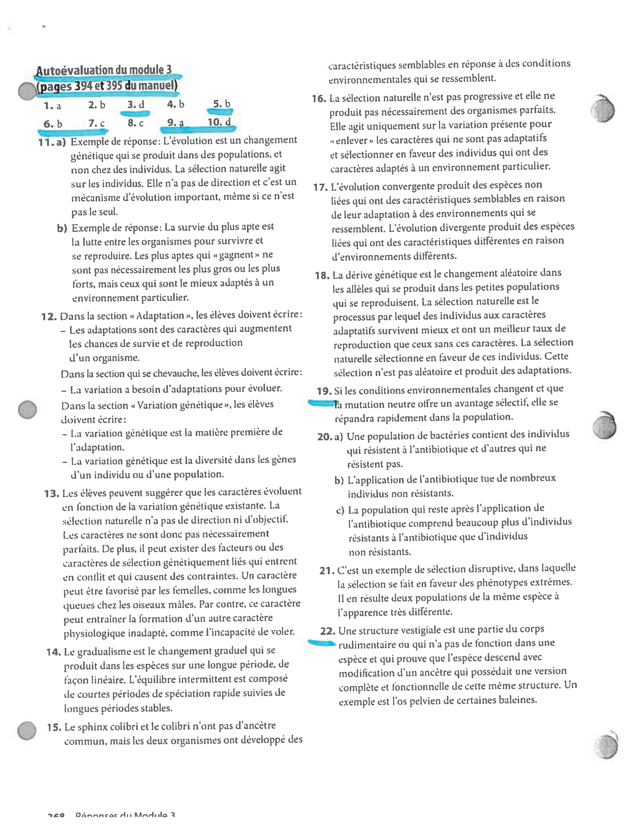 Autoévaluation du module 3
(pages 394 et 395 du manuel)
1. a 2. b 3. d 4. b 5. b
6. b 7. c 8. c 9. a 10. d
11. a) Exemple de réponse: L'évolution est un changement
génétique qui se produit dans des populations, et
non chez des individus. La sélection naturelle agit
sur les individus. Elle n'a pas de direction et c'est un
mécanisme d'évolution important, même si ce n'est
pas le seul.
b) Exemple de réponse: La survie du plus apte est
la lutte entre les organismes pour survivre et
se reproduire. Les plus aptes qui «gagnent» ne
sont pas nécessairement les plus gros ou les plus
forts, mais ceux qui sont le mieux adaptés à un
environnement particulier.
12. Dans la section « Adaptation », les élèves doivent écrire:
– Les adaptations sont des caractères qui augmentent
les chances de survie et de reproduction
d'un organisme.
Dans la section qui se chevauche, les élèves doivent écrire:
– La variation a besoin d'adaptations pour évoluer.
Dans la section « Variation génétique», les élèves
doivent écrire:
– La variation génétique est la matière première de
l'adaptation.
– La variation génétique est la diversité dans les gènes
d'un individu ou d'une population.
13. Les élèves peuvent suggérer que les caractères évoluent
en fonction de la variation génétique existante. La
sélection naturelle n'a pas de direction ni d'objectif.
Les caractères ne sont donc pas nécessairement
parfaits. De plus, il peut exister des facteurs ou des
caractères de sélection génétiquement liés qui entrent
en conflit et qui causent des contraintes. Un caractère
peut être favorisé par les femelles, comme les longues
queues chez les oiseaux mâles. Par contre, ce caractère
peut entraîner la formation d'un autre caractère
physiologique inadapté, comme l'incapacité de voler.
14. Le gradualisme est le changement graduel qui se
produit dans les espèces sur une longue période, de
façon linéaire. L'équilibre intermittent est composé
de courtes périodes de spéciation rapide suivies de
longues périodes stables.
15. Le sphinx colibri et le colibri n'ont pas d'ancêtre
commun, mais les deux organismes ont développé des
caractéristiques semblables en réponse à des conditions
environnementales qui se ressemblent.
16. La sélection naturelle n'est pas progressive et elle ne
produit pas nécessairement des organismes parfaits.
Elle agit uniquement sur la variation présente pour
«enlever» les caractères qui ne sont pas adaptatifs
et sélectionner en faveur des individus qui ont des
caractères adaptés à un environnement particulier.
17. L'évolution convergente produit des espèces non
liées qui ont des caractéristiques semblables en raison
de leur adaptation à des environnements qui se
ressemblent. L'évolution divergente produit des espèces
liées qui ont des caractéristiques différentes en raison
d'environnements différents.
18. La dérive génétique est le changement aléatoire dans
les allèles qui se produit dans les petites populations
qui se reproduisent. La sélection naturelle est le
processus par lequel des individus aux caractères
adaptatifs survivent mieux et ont un meilleur taux de
reproduction que ceux sans ces caractères. La sélection
naturelle sélectionne en faveur de ces individus. Cette
sélection n'est pas aléatoire et produit des adaptations.
19. Si les conditions environnementales changent et que
la mutation neutre offre un avantage sélectif, elle se
répandra rapidement dans la population.
20. a) Une population de bactéries contient des individus
qui résistent à l'antibiotique et d'autres qui ne
résistent pas.
b) L'application de l'antibiotique tue de nombreux
individus non résistants.
c) La population qui reste après l'application de
l'antibiotique comprend beaucoup plus d'individus
résistants à l'antibiotique que d'individus
non résistants.
21. C'est un exemple de sélection disruptive, dans laquelle
la sélection se fait en faveur des phénotypes extrêmes.
Il en résulte deux populations de la même espèce à
l'apparence très différente.
22. Une structure vestigiale est une partie du corps
rudimentaire ou qui n'a pas de fonction dans une
espèce et qui prouve que l'espèce descend avec
modification d'un ancêtre qui possédait une version
complète et fonctionnelle de cette même structure. Un
exemple est l'os pelvien de certaines baleines.
268 Réponses du Module 3